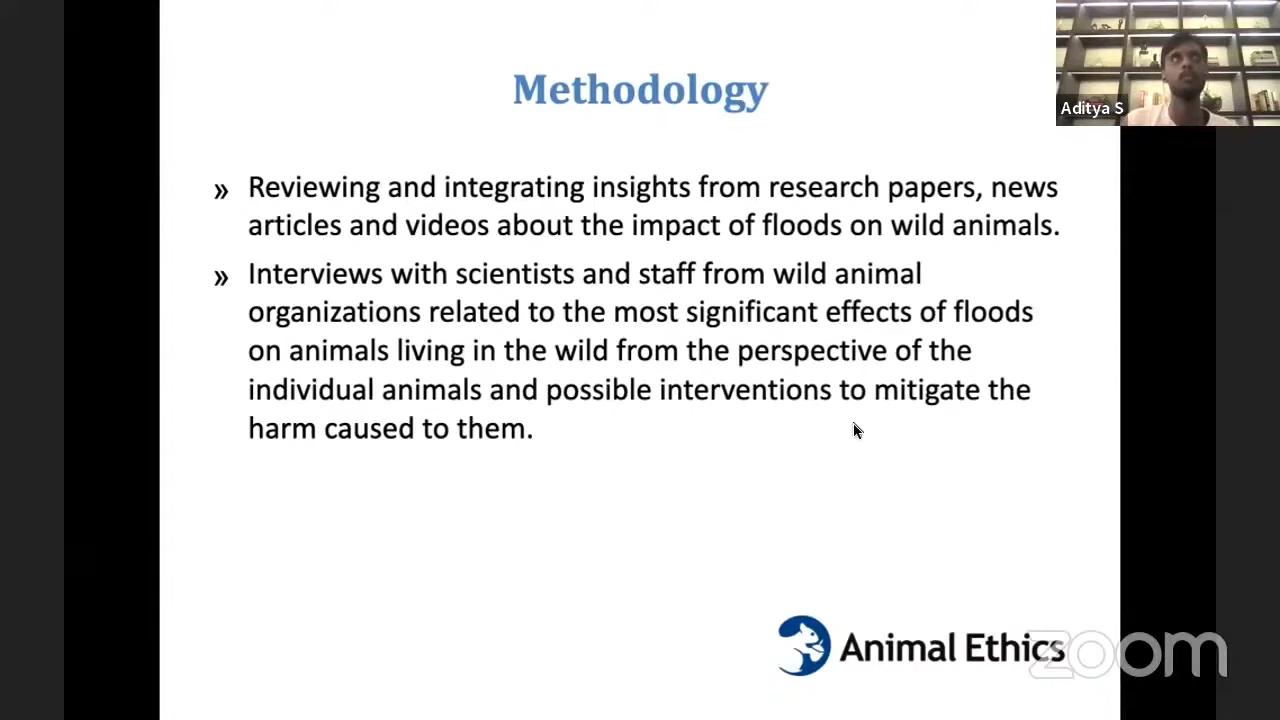 Methodology
Aditya S
» Reviewing and integrating insights from research papers, news
articles and videos about the impact of floods on wild animals.
» Interviews with scientists and staff from wild animal
organizations related to the most significant effects of floods
on animals living in the wild from the perspective of the
individual animals and possible interventions to mitigate the
harm caused to them.
Animal Ethics
zoom